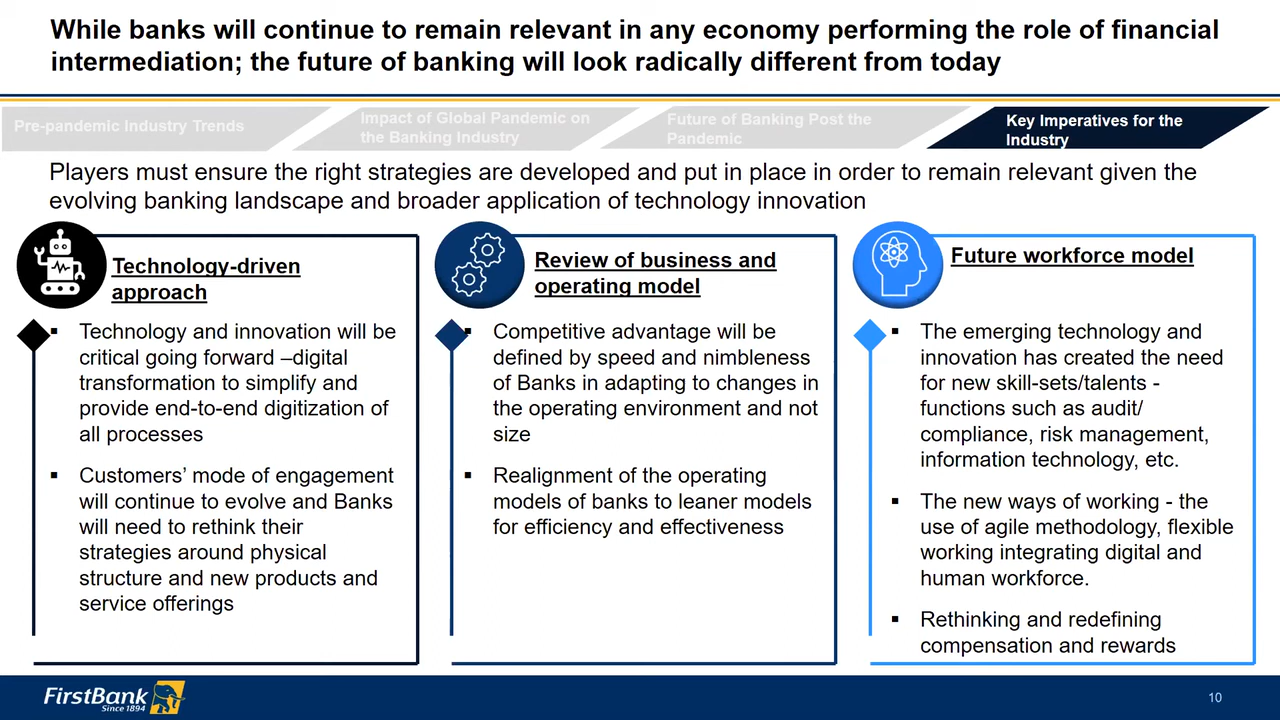 While banks will continue to remain relevant in any economy performing the role of financial
intermediation; the future of banking will look radically different from today
Pre-pandemic Industry Trends
Impact of Global Pandemic on
the Banking Industry
Future of Banking Post the
Pandemic
Key Imperatives for the
Industry
Players must ensure the right strategies are developed and put in place in order to remain relevant given the
evolving banking landscape and broader application of technology innovation
Technology-driven
approach
▪ Technology and innovation will be
critical going forward –digital
transformation to simplify and
provide end-to-end digitization of
all processes
▪ Customers’ mode of engagement
will continue to evolve and Banks
will need to rethink their
strategies around physical
structure and new products and
service offerings
Review of business and
operating model
▪ Competitive advantage will be
defined by speed and nimbleness
of Banks in adapting to changes in
the operating environment and not
size
▪ Realignment of the operating
models of banks to leaner models
for efficiency and effectiveness
Future workforce model
▪ The emerging technology and
innovation has created the need
for new skill-sets/talents -
functions such as audit/
compliance, risk management,
information technology, etc.
▪ The new ways of working - the
use of agile methodology, flexible
working integrating digital and
human workforce.
▪ Rethinking and redefining
compensation and rewards
FirstBank
Since 1894
10